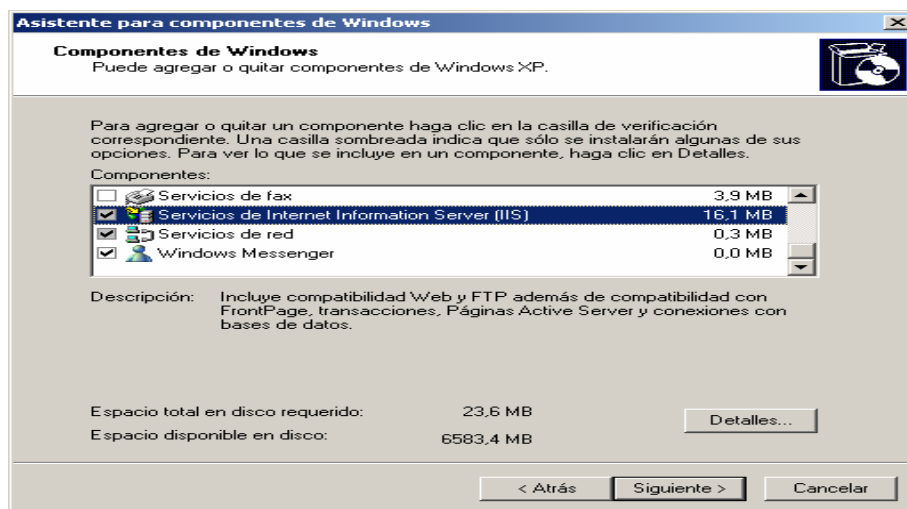 Asistente para componentes de Windows
Componentes de Windows
Puede agregar o quitar componentes de Windows XP.
Para agregar o quitar un componente haga clic en la casilla de verificación
correspondiente. Una casilla sombreada indica que sólo se instalarán algunas de sus
opciones. Para ver lo que se incluye en un componente, haga clic en Detalles.
Componentes:
Servicios de fax 3,9 MB
Servicios de Internet Information Server (IIS) 16,1 MB
Servicios de red 0,3 MB
Windows Messenger 0,0 MB
Descripción: Incluye compatibilidad Web y FTP además de compatibilidad con
FrontPage, transacciones, Páginas Active Server y conexiones con
bases de datos.
Espacio total en disco requerido: 23,6 MB
Espacio disponible en disco: 6583,4 MB
Detalles...
< Atrás Siguiente > Cancelar